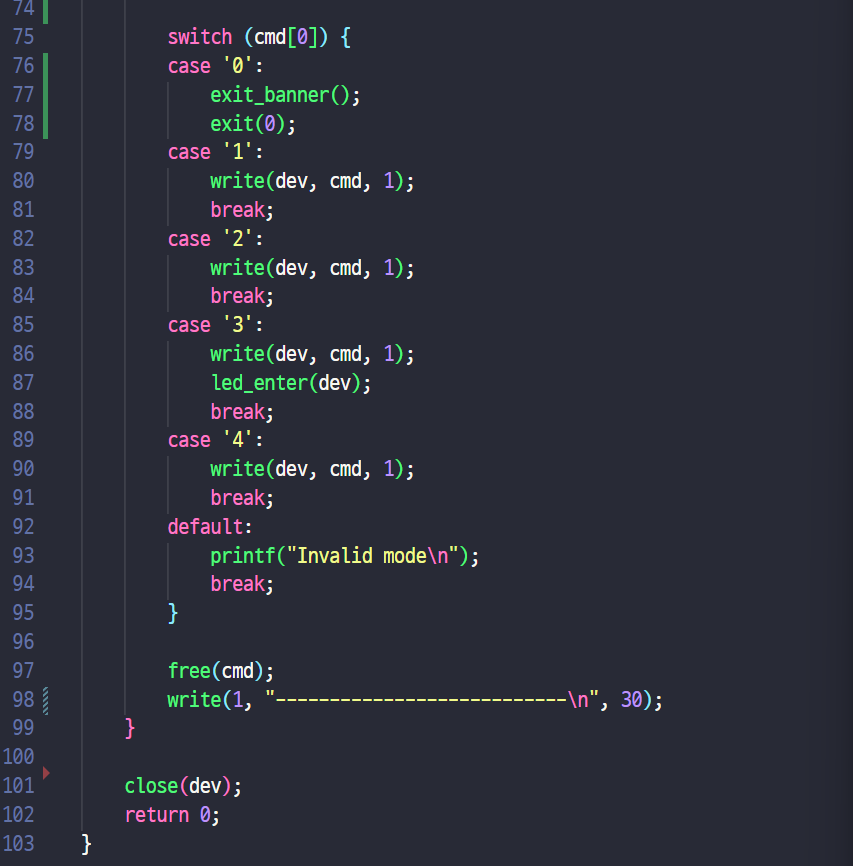 74
75 switch (cmd[0]) {
76 case '0':
77 exit_banner();
78 exit(0);
79 case '1':
80 write(dev, cmd, 1);
81 break;
82 case '2':
83 write(dev, cmd, 1);
84 break;
85 case '3':
86 write(dev, cmd, 1);
87 led_enter(dev);
88 break;
89 case '4':
90 write(dev, cmd, 1);
91 break;
92 default:
93 printf("Invalid mode\n");
94 break;
95 }
96
97 free(cmd);
98 write(1, "---------------------------\n", 30);
99 }
100
101 close(dev);
102 return 0;
103 }